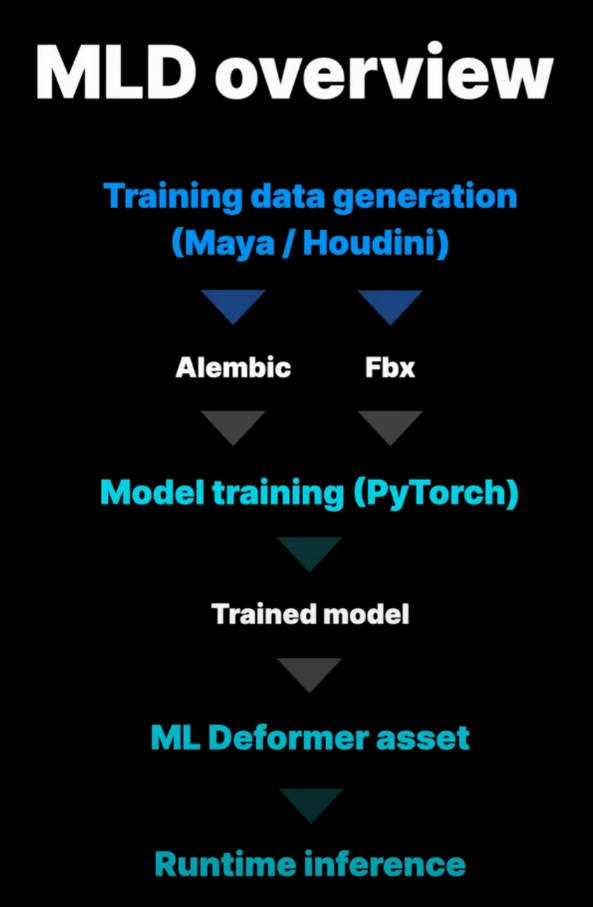 MLD overview
Training data generation
(Maya / Houdini)
Alembic Fbx
Model training (PyTorch)
Trained model
ML Deformer asset
Runtime inference